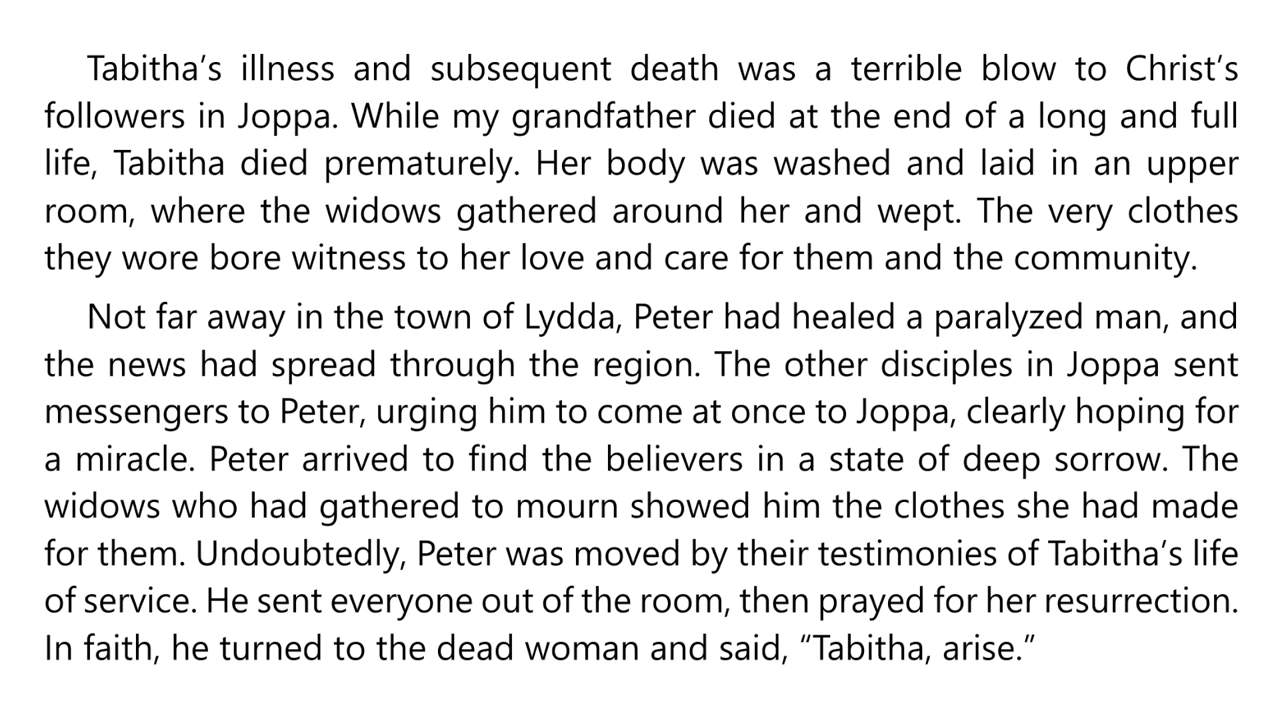 Tabitha’s illness and subsequent death was a terrible blow to Christ’s
followers in Joppa. While my grandfather died at the end of a long and full
life, Tabitha died prematurely. Her body was washed and laid in an upper
room, where the widows gathered around her and wept. The very clothes
they wore bore witness to her love and care for them and the community.
Not far away in the town of Lydda, Peter had healed a paralyzed man, and
the news had spread through the region. The other disciples in Joppa sent
messengers to Peter, urging him to come at once to Joppa, clearly hoping for
a miracle. Peter arrived to find the believers in a state of deep sorrow. The
widows who had gathered to mourn showed him the clothes she had made
for them. Undoubtedly, Peter was moved by their testimonies of Tabitha’s life
of service. He sent everyone out of the room, then prayed for her resurrection.
In faith, he turned to the dead woman and said, “Tabitha, arise.”